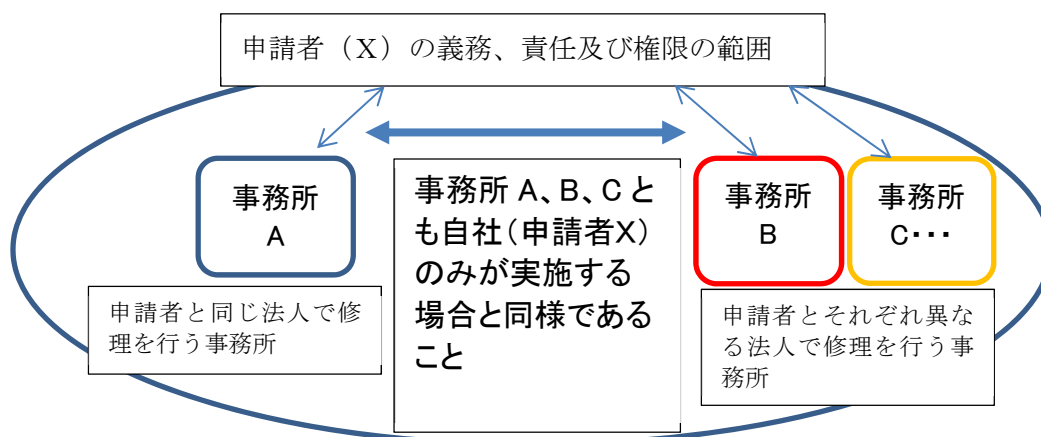 申請者（X）の義務、責任及び権限の範囲
事務所
A
申請者と同じ法人で修
理を行う事務所
事務所 A、B、C と
も自社（申請者X）
のみが実施する
場合と同様である
こと
事務所
B
事務所
C・・・
申請者とそれぞれ異な
る法人で修理を行う事
務所